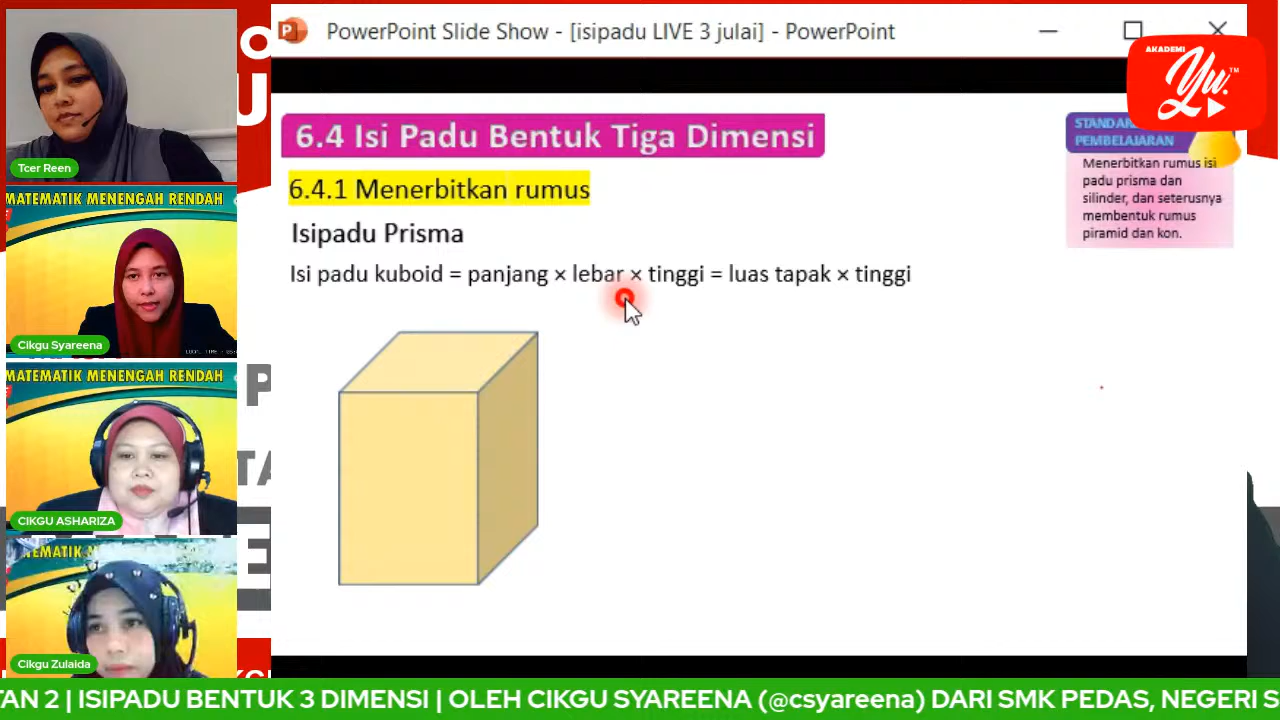 PowerPoint Slide Show - [isipadu LIVE 3 julai] - PowerPoint
AKADEMI
Yu.
TM
6.4 Isi Padu Bentuk Tiga Dimensi
6.4.1 Menerbitkan rumus
Isipadu Prisma
Isi padu kuboid = panjang × lebar × tinggi = luas tapak × tinggi
PEMBELAJARAN
Menerbitkan rumus isi
padu prisma dan
silinder, dan seterusnya
membentuk rumus
piramid dan kon.
Tcer Reen
MATEMATIK MENENGAH RENDAH
Cikgu Syareena
MATEMATIK MENENGAH RENDAH
CIKGU ASHARIZA
Cikgu Zulaida
TAN 2 | ISIPADU BENTUK 3 DIMENSI | OLEH CIKGU SYAREENA (@csyareena) DARI SMK PEDAS, NEGERI S